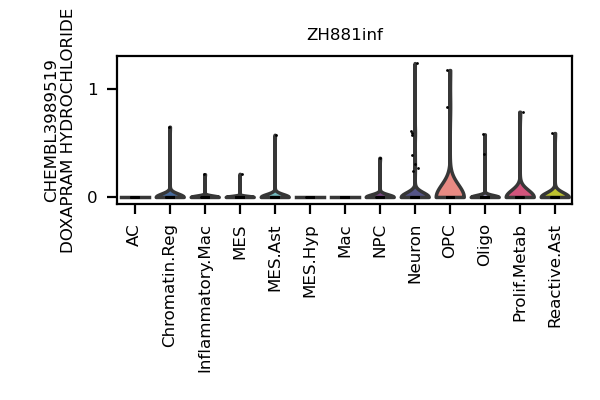 ZH881inf
CHEMBL3989519
DOXAPRAM HYDROCHLORIDE
1
0
AC
Chromatin.Reg
Inflammatory.Mac
MES
MES.Ast
MES.Hyp
Mac
NPC
Neuron
OPC
Oligo
Prolif.Metab
Reactive.Ast